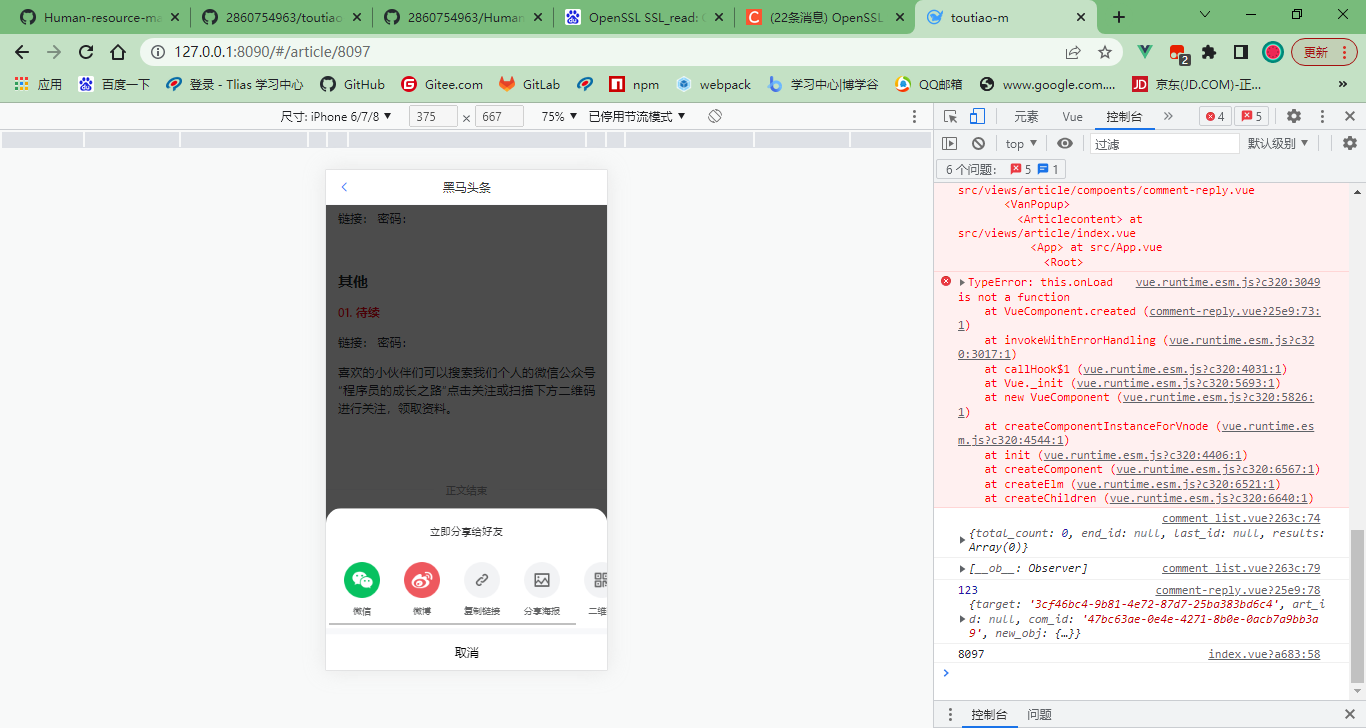 Human-resource-ma
2860754963/toutiao
2860754963/Human
OpenSSL SSL_read: C
(22条消息) OpenSSL
toutiao-m
127.0.0.1:8090/#/article/8097
2
更新
应用
百度一下
登录 - Tlias 学习中心
GitHub
Gitee.com
GitLab
npm
webpack
学习中心|博学谷
QQ邮箱
www.google.com....
京东(JD.COM)-正...
»
尺寸: iPhone 6/7/8 ▼
375
×
667
75% ▼
已停用节流模式 ▼
元素
Vue
控制台
»
4
5
top ▼
过滤
默认级别 ▼
6 个问题:
5
1
黑马头条
链接: 密码:
其他
01. 待续
链接: 密码:
喜欢的小伙伴们可以搜索我们个人的微信公众号
“程序员的成长之路”点击关注或扫描下方二维码
进行关注，领取资料。
正文结束
立即分享给好友
微信
微博
复制链接
分享海报
二维
取消
src/views/article/compoents/comment-reply.vue
<VanPopup>
<Articlecontent> at
src/views/article/index.vue
<App> at src/App.vue
<Root>
TypeError: this.onLoad vue.runtime.esm.js?c320:3049
is not a function
at VueComponent.created (comment-reply.vue?25e9:73:
1)
at invokeWithErrorHandling (vue.runtime.esm.js?c32
0:3017:1)
at callHook$1 (vue.runtime.esm.js?c320:4031:1)
at Vue._init (vue.runtime.esm.js?c320:5693:1)
at new VueComponent (vue.runtime.esm.js?c320:5826:
1)
at createComponentInstanceForVnode (vue.runtime.es
m.js?c320:4544:1)
at init (vue.runtime.esm.js?c320:4406:1)
at createComponent (vue.runtime.esm.js?c320:6567:1)
at createElm (vue.runtime.esm.js?c320:6521:1)
at createChildren (vue.runtime.esm.js?c320:6640:1)
comment list.vue?263c:74
{total_count: 0, end_id: null, last_id: null, results:
Array(0)}
[__ob__: Observer] comment list.vue?263c:79
123 comment-reply.vue?25e9:78
{target: '3cf46bc4-9b81-4e72-87d7-25ba383bd6c4', art_i
d: null, com_id: '47bc63ae-0e4e-4271-8b0e-0acb7a9bb3a
9', new_obj: {…}}
8097 index.vue?a683:58
控制台
问题